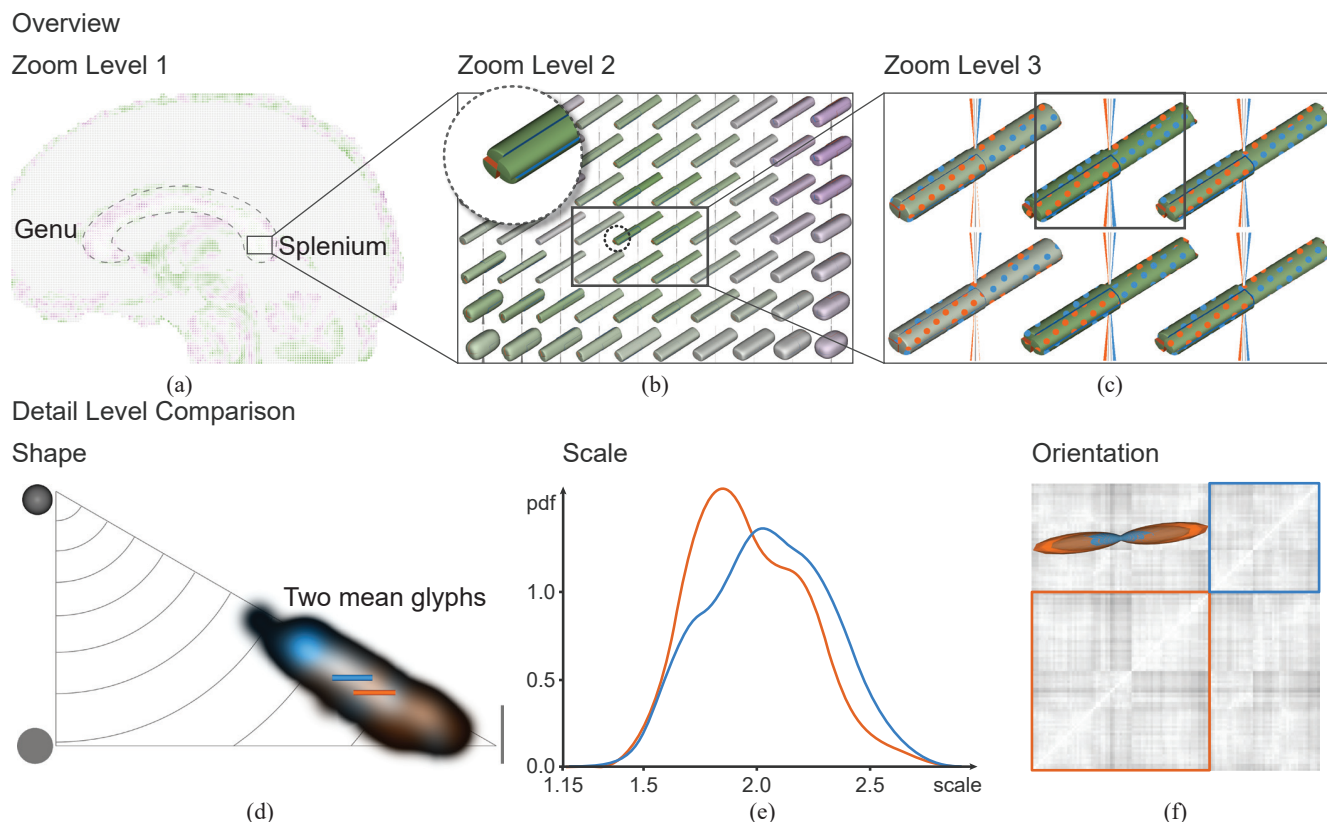 Overview
Zoom Level 1
Zoom Level 2
Zoom Level 3
Genu
Splenium
(a)
(b)
(c)
Detail Level Comparison
Shape
Scale
Orientation
Two mean glyphs
pdf
1.0
0.5
0.0
1.15
1.5
2.0
2.5
scale
(d)
(e)
(f)